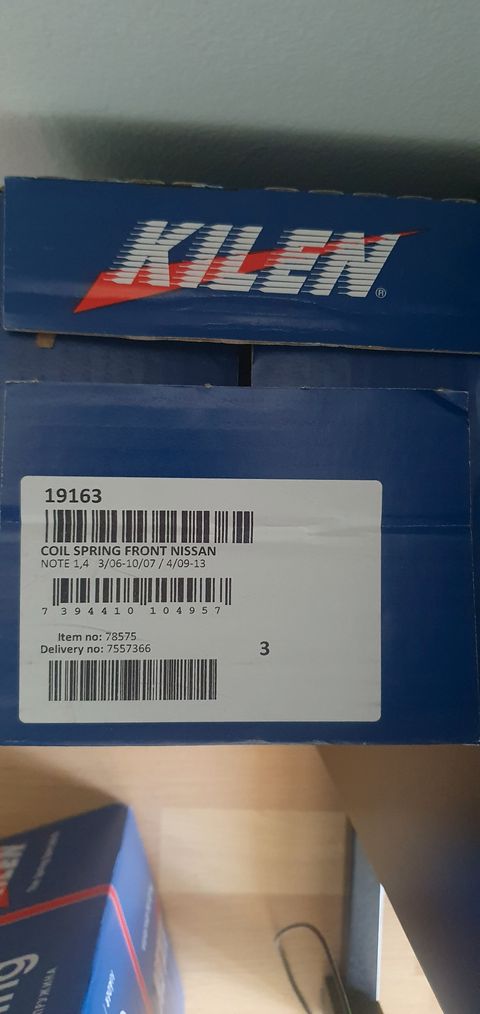 KILEN®
19163
COIL SPRING FRONT NISSAN
NOTE 1,4 3/06-10/07 / 4/09-13
7 394410 104957
Item no: 78575
Delivery no: 7557366
3